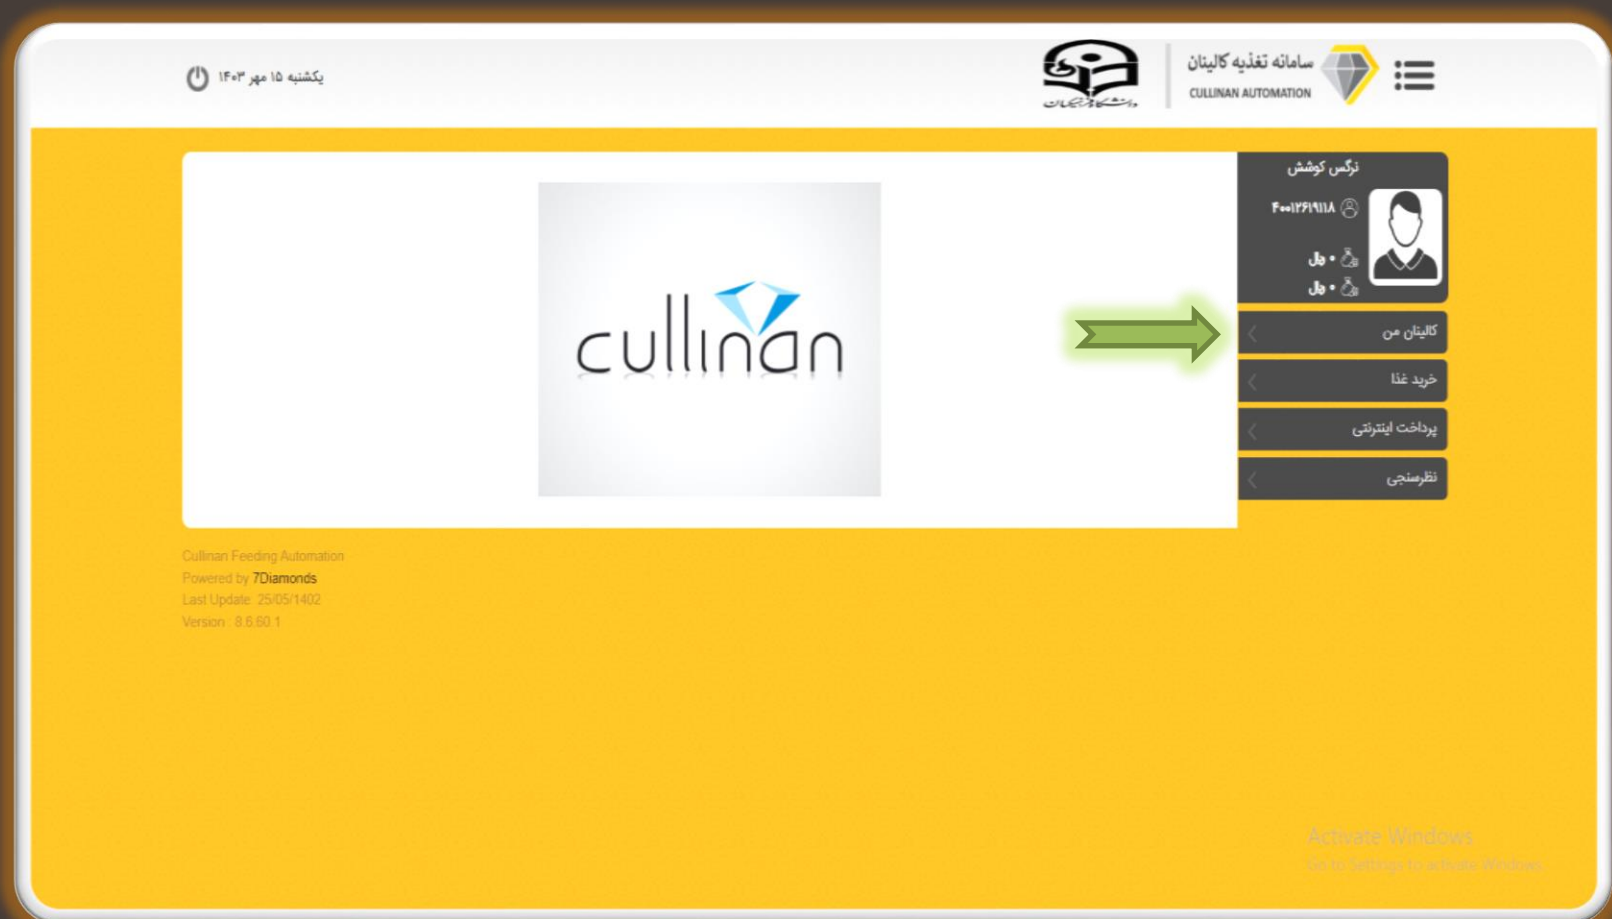 سامانه تغذیه کالینان
CULLINAN AUTOMATION
دانشگاه فرهنگیان
یکشنبه ۱۵ مهر ۱۴۰۳
نرگس کوشش
۴۰۰۱۲۶۱۹۱۱۸
۰ ریال
۰ ریال
کالینان من
خرید غذا
پرداخت اینترنتی
نظرسنجی
cullinan
Cullinan Feeding Automation
Powered by 7Diamonds
Last Update: 25/05/1402
Version : 8.6.60.1
Activate Windows
Go to Settings to activate Windows.